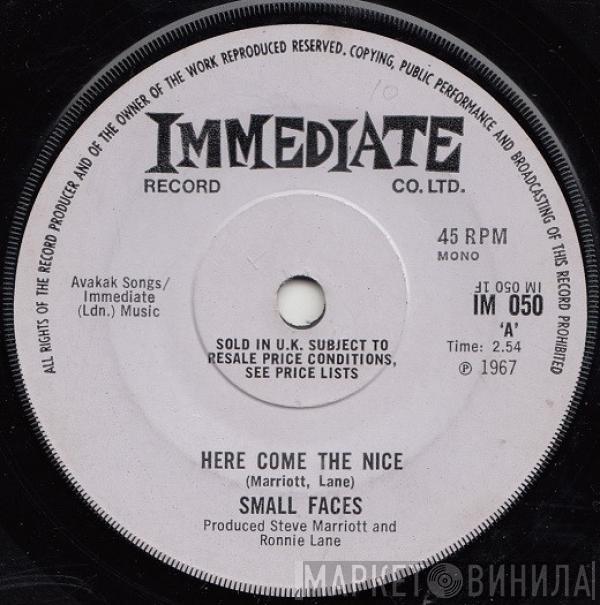 ALL RIGHTS OF THE RECORD PRODUCER AND OF THE OWNER OF THE WORK REPRODUCED RESERVED. COPYING, PUBLIC PERFORMANCE AND BROADCASTING OF THIS RECORD PROHIBITED
10
IMMEDIATE
RECORD CO. LTD.
45 RPM
MONO
Avakak Songs/
Immediate
(Ldn.) Music
IM 050 1F
IM 050
'A'
Time: 2.54
℗ 1967
SOLD IN U.K. SUBJECT TO
RESALE PRICE CONDITIONS,
SEE PRICE LISTS
HERE COME THE NICE
(Marriott, Lane)
SMALL FACES
Produced Steve Marriott and
Ronnie Lane
МАРКЕТ ВИНИЛА